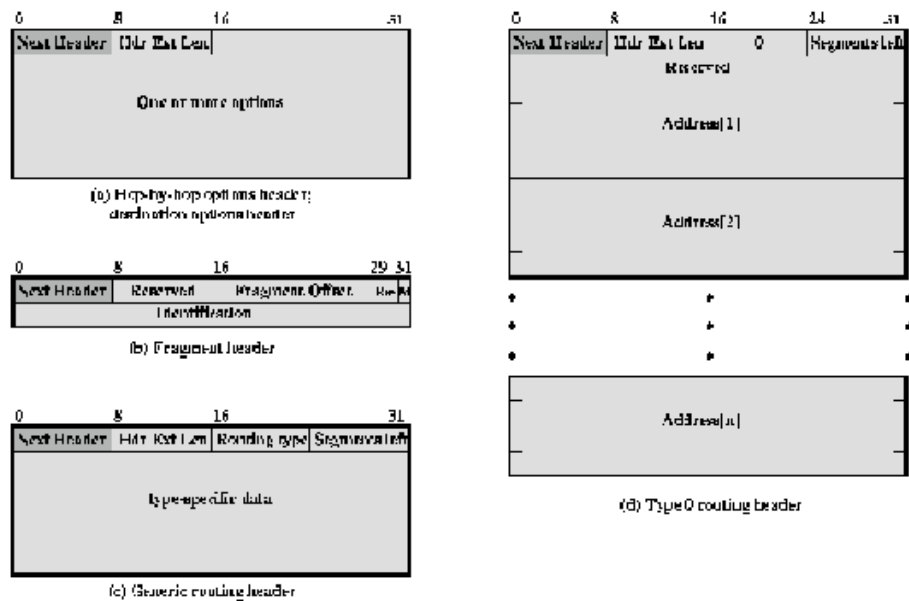 0 8 16 31
Next Header Hdr Ext Len
One or more options
(a) Hop-by-hop options header;
destination options header
0 8 16 29 31
Next Header Reserved Fragment Offset Res M
Identification
(b) Fragment header
0 8 16 31
Next Header Hdr Ext Len Routing type Segments left
type-specific data
(c) Generic routing header
0 8 16 24 31
Next Header Hdr Ext Len 0 Segments left
Reserved
Address[1]
Address[2]
Address[n]
(d) Type 0 routing header